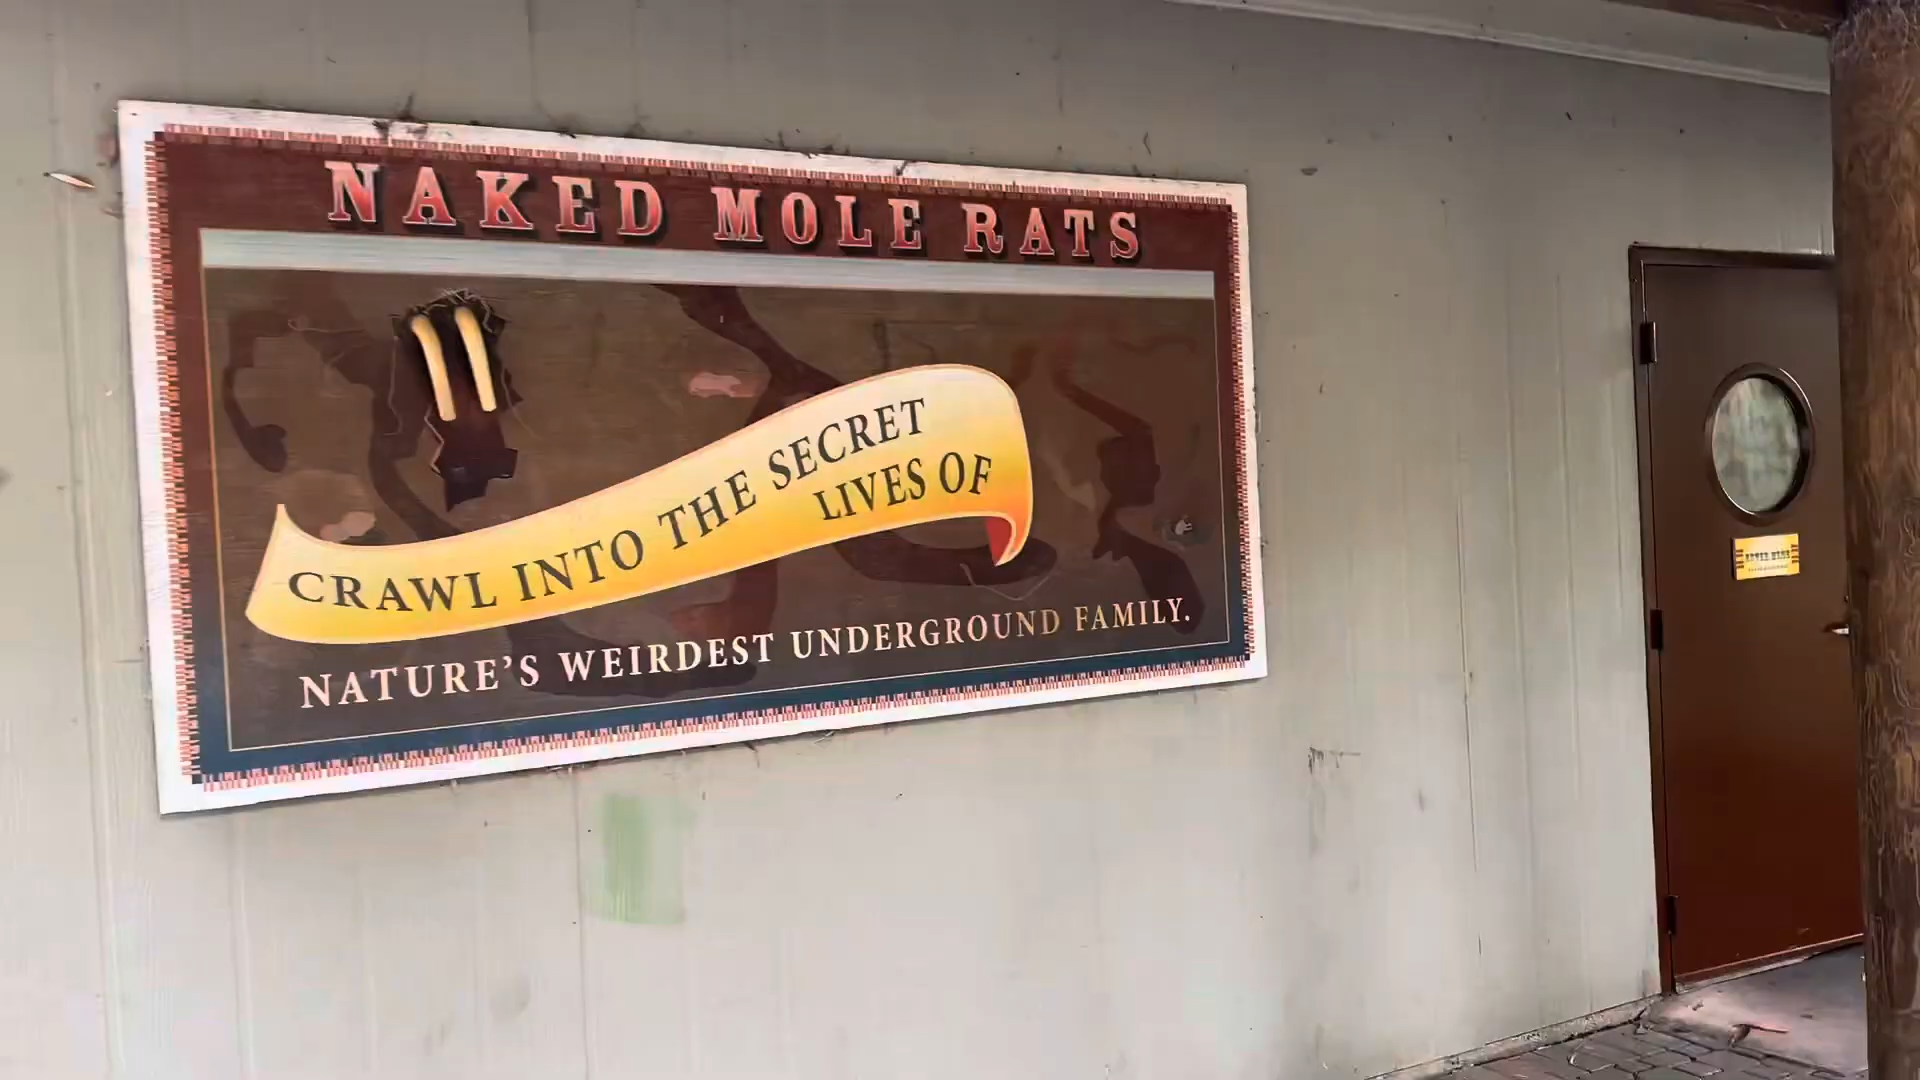 NAKED MOLE RATS
CRAWL INTO THE SECRET
LIVES OF
NATURE'S WEIRDEST UNDERGROUND FAMILY.